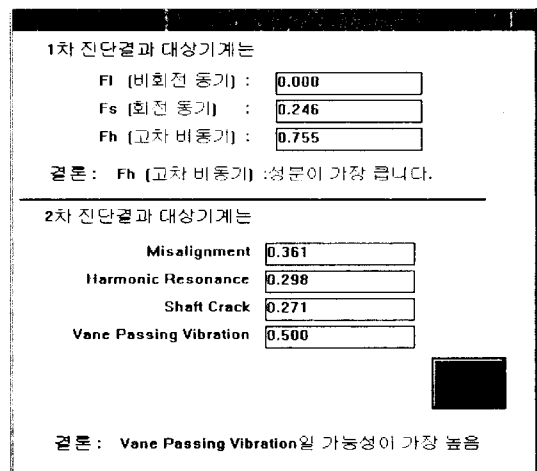 1차 진단결과 대상기계는
Fl (비회전 동기) : 0.000
Fs (회전 동기) : 0.246
Fh (고차 비동기) : 0.755
결론 : Fh (고차 비동기) :성분이 가장 큽니다.
2차 진단결과 대상기계는
Misalignment 0.361
Harmonic Resonance 0.298
Shaft Crack 0.271
Vane Passing Vibration 0.500
결론 : Vane Passing Vibration일 가능성이 가장 높음